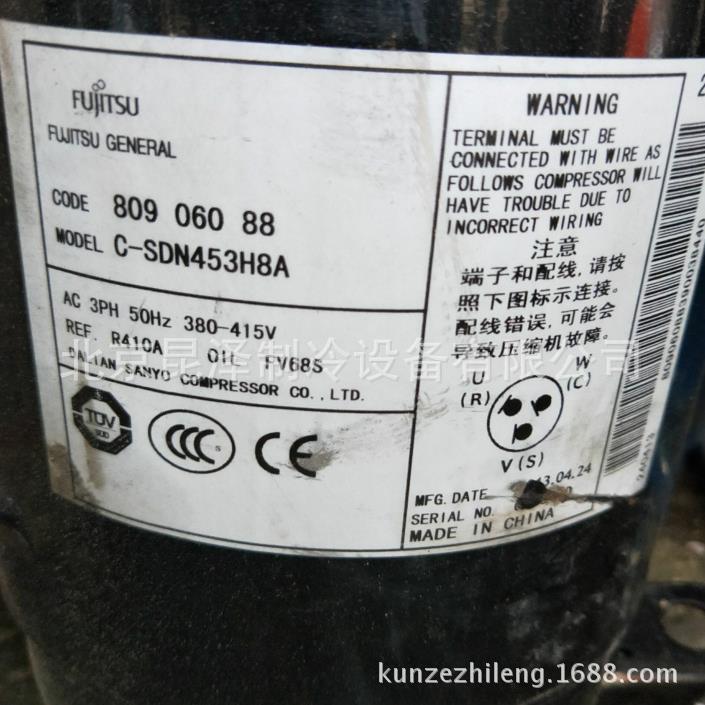 FUJITSU
FUJITSU GENERAL
CODE 809 060 88
MODEL C-SDN453H8A
AC 3PH 50Hz 380-415V
REF. R410A OIL FV68S
DALIAN SANYO COMPRESSOR CO.,LTD.
TÜV
SÜD
CCC S
CE
WARNING
TERMINAL MUST BE
CONNECTED WITH WIRE AS
FOLLOWS COMPRESSOR WILL
HAVE TROUBLE DUE TO
INCORRECT WIRING
注意
端子和配线,请按
照下图标示连接。
配线错误,可能会
导致压缩机故障。
U W
(R) (C)
V(S)
MFG. DATE 13.04.24
SERIAL NO.
MADE IN CHINA
2
北京昆泽制冷设备有限公司
kunzezhileng.1688.com